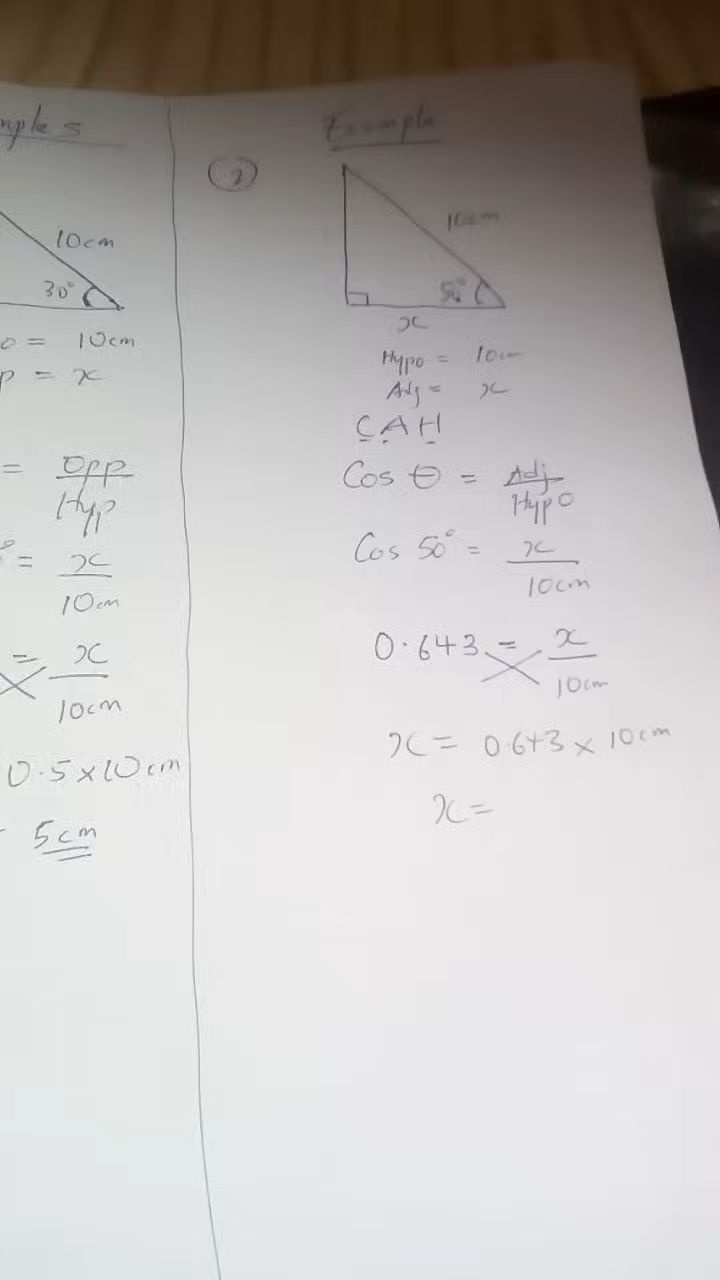 mple 5
10cm
30°
o = 10cm
p = x
= Opp
Hyp
° = x
10cm
= x
10cm
0.5 x 10cm
5cm
2
Example
10cm
50°
x
Hypo = 10cm
Adj = x
CAH
Cos θ = Adj
Hypo
Cos 50° = x
10cm
0.643 = x
10cm
x = 0.643 x 10cm
x =